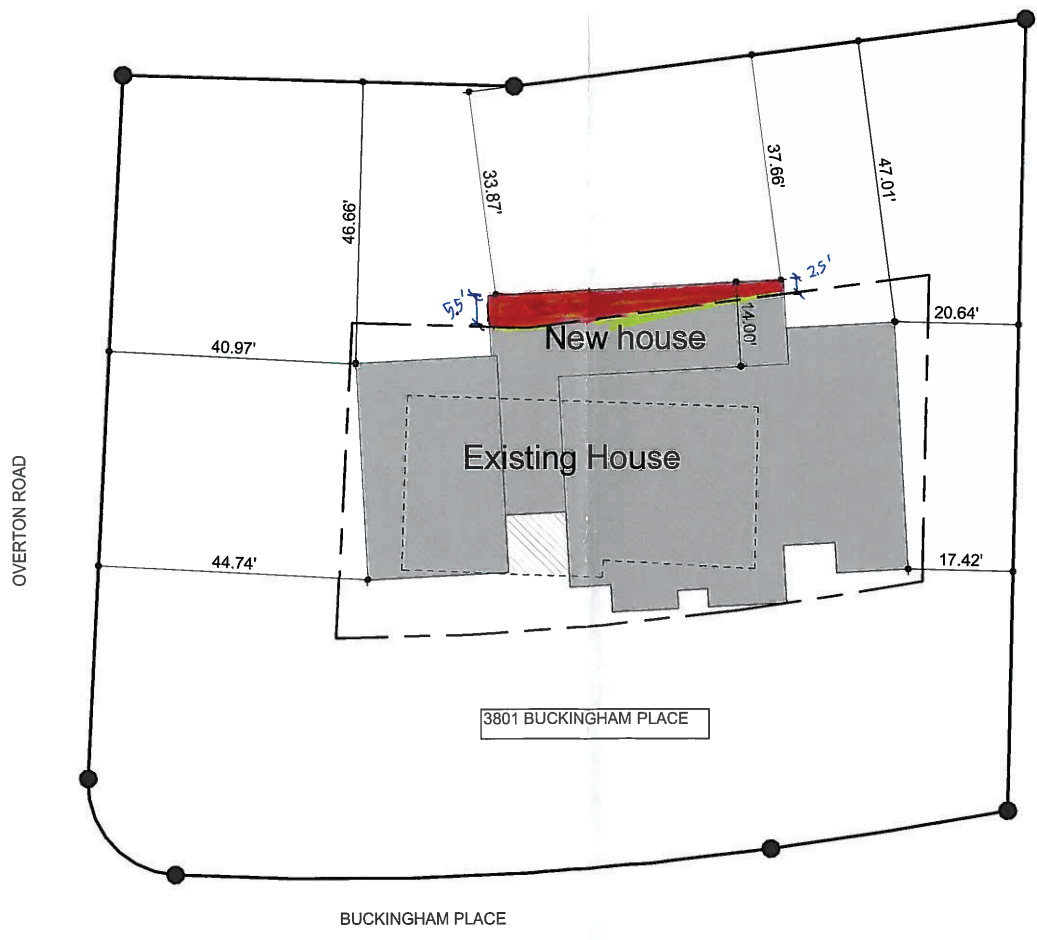 46.66'
33.87'
37.66'
47.01'
5.5'
2.5'
20.64'
14.00'
New house
40.97'
Existing House
OVERTON ROAD
44.74'
17.42'
3801 BUCKINGHAM PLACE
BUCKINGHAM PLACE